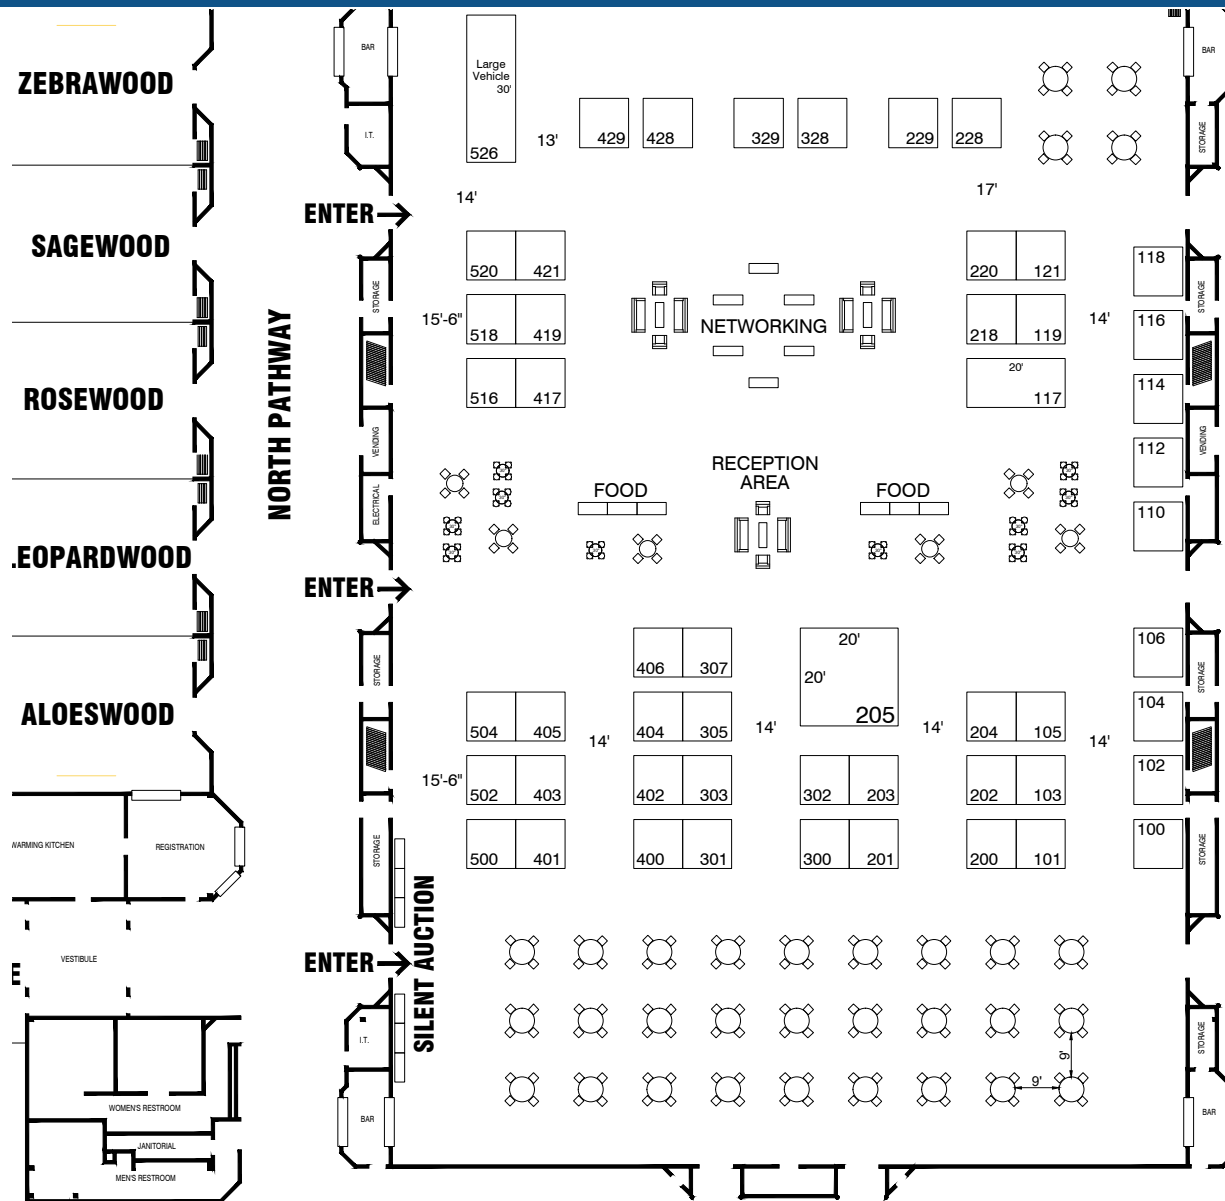 BAR
BAR
ZEBRAWOOD
Large
Vehicle
30'
526
13'
429
428
329
328
229
228
I.T.
STORAGE
14'
17'
ENTER
SAGEWOOD
520
421
220
121
118
STORAGE
STORAGE
15'-6"
518
419
NETWORKING
218
119
14'
116
NORTH PATHWAY
ROSEWOOD
516
417
20'
117
114
VENDING
VENDING
112
RECEPTION
AREA
FOOD
FOOD
ELECTRICAL
110
LEOPARDWOOD
ENTER
406
307
20'
20'
205
106
STORAGE
STORAGE
ALOESWOOD
504
405
14'
404
305
14'
14'
204
105
14'
104
15'-6"
502
403
402
303
302
203
202
103
102
WARMING KITCHEN
REGISTRATION
STORAGE
500
401
400
301
300
201
200
101
100
STORAGE
SILENT AUCTION
VESTIBULE
E
ENTER
I.T.
STORAGE
9'
9'
WOMEN'S RESTROOM
BAR
BAR
JANITORIAL
MEN'S RESTROOM